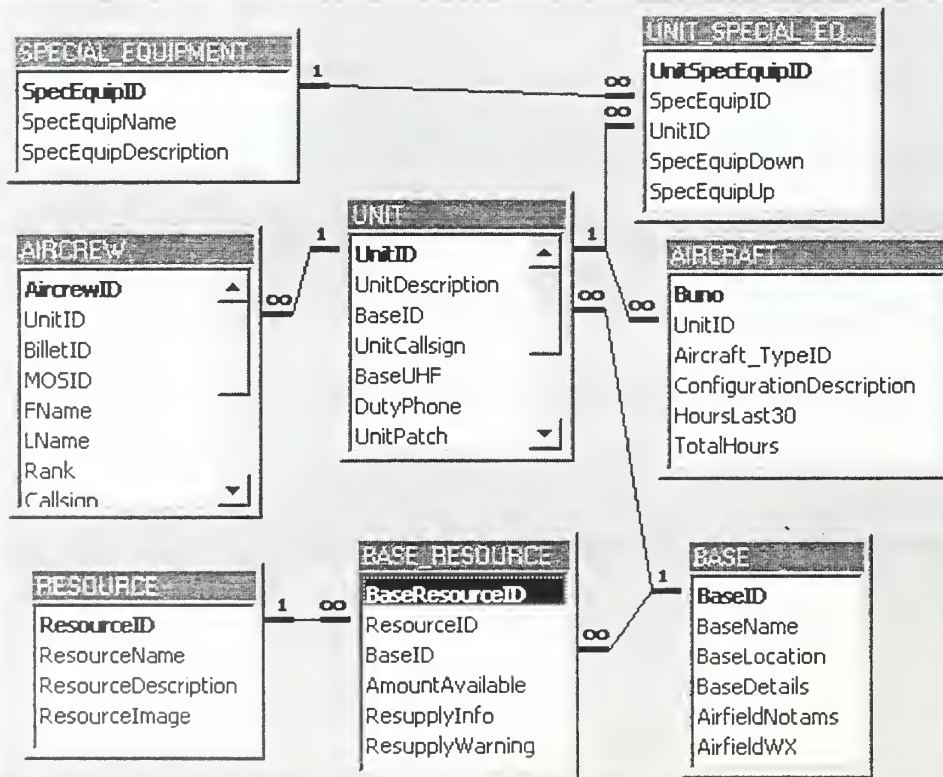 SPECIAL_EQUIPMENT
SpecEquipID
SpecEquipName
SpecEquipDescription
UNIT_SPECIAL_EQ...
UnitSpecEquipID
SpecEquipID
UnitID
SpecEquipDown
SpecEquipUp
1
∞
∞
AIRCREW
AircrewID
UnitID
BilletID
MOSID
FName
LName
Rank
Callsign
∞
1
UNIT
UnitID
UnitDescription
BaseID
UnitCallsign
BaseUHF
DutyPhone
UnitPatch
1
∞
∞
AIRCRAFT
Buno
UnitID
Aircraft_TypeID
ConfigurationDescription
HoursLast30
TotalHours
RESOURCE
ResourceID
ResourceName
ResourceDescription
ResourceImage
1
∞
BASE_RESOURCE
BaseResourceID
ResourceID
BaseID
AmountAvailable
ResupplyInfo
ResupplyWarning
∞
1
BASE
BaseID
BaseName
BaseLocation
BaseDetails
AirfieldNotams
AirfieldWX